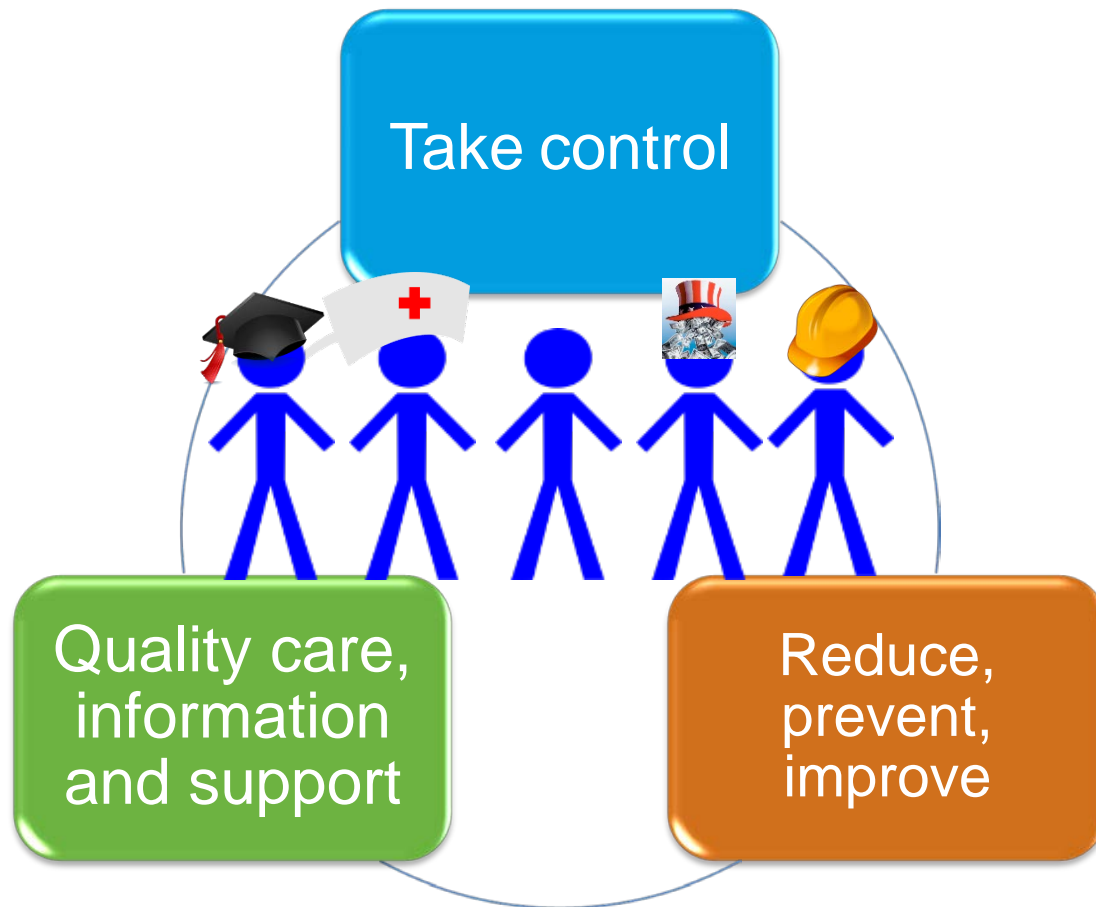 Take control
Quality care,
information
and support
Reduce,
prevent,
improve